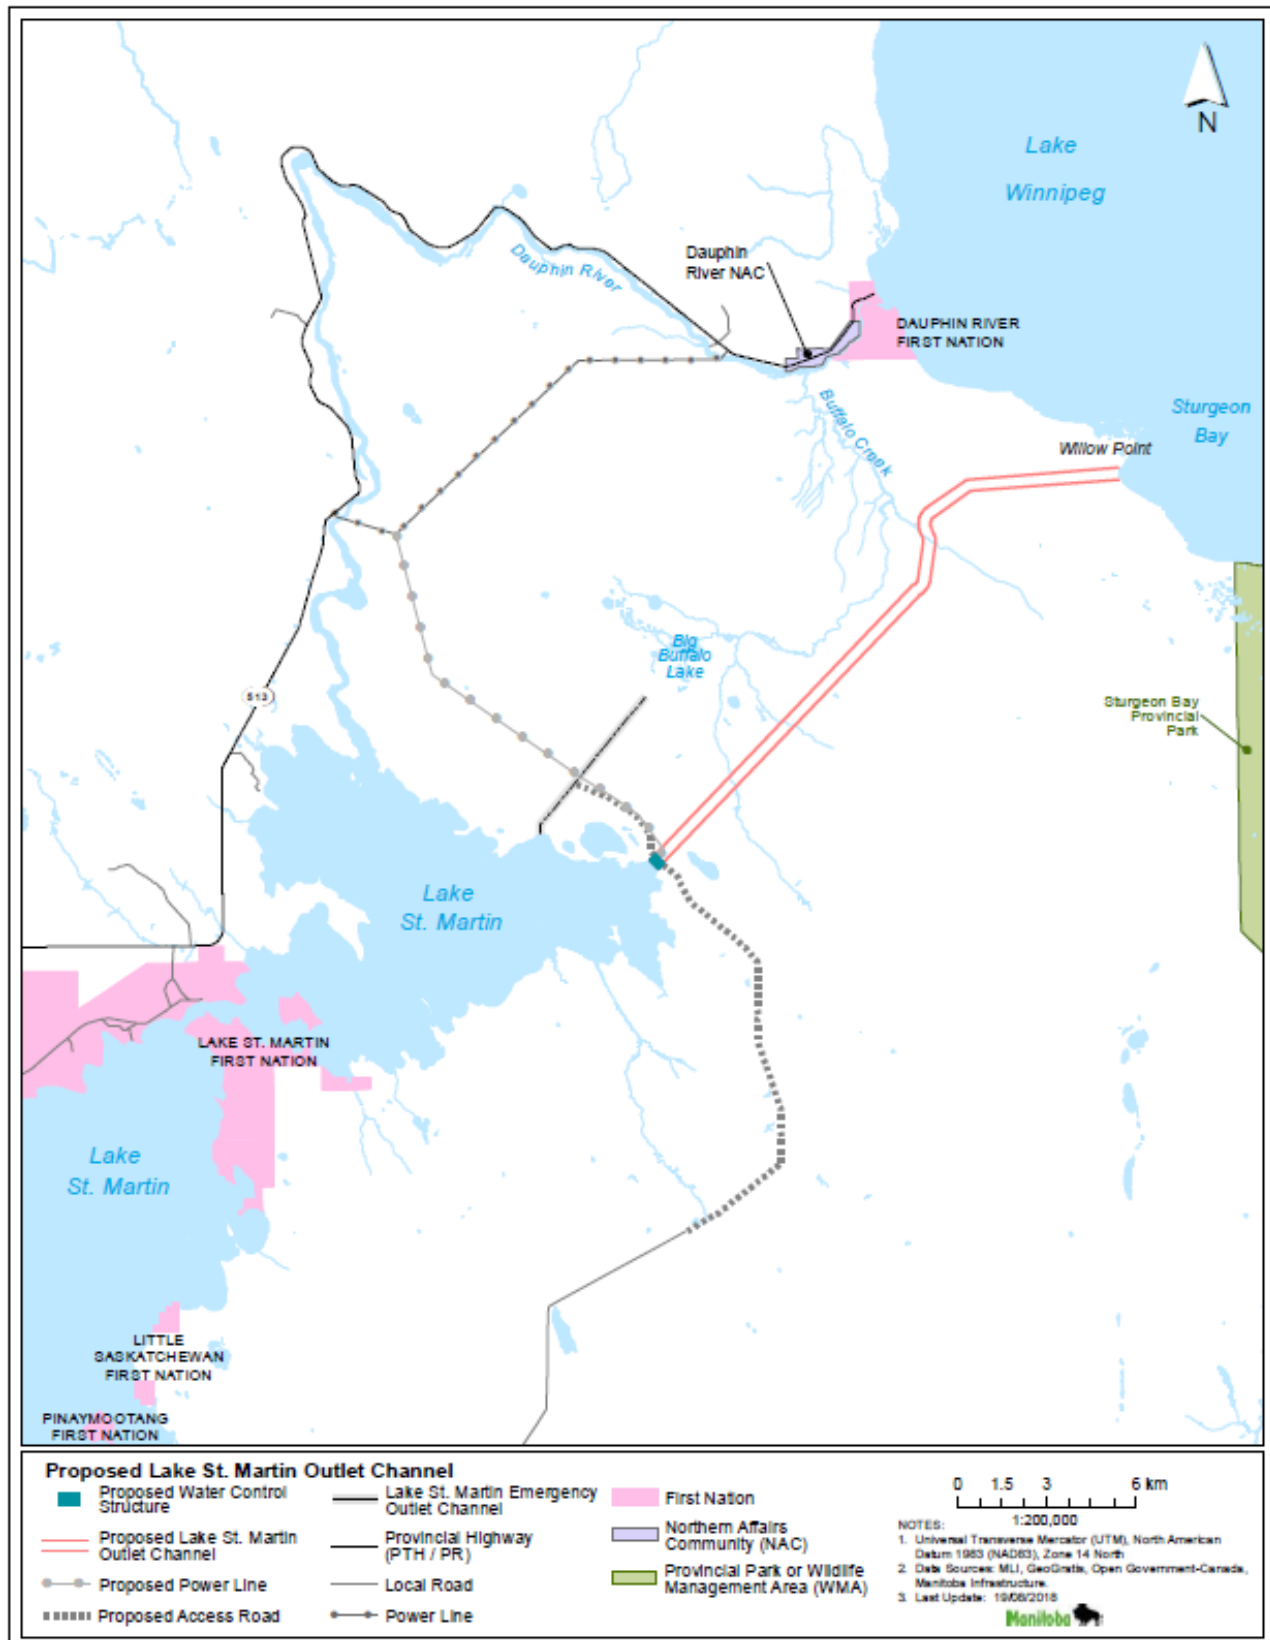 N
Lake
Winnipeg
Dauphin
River NAC
Dauphin River
DAUPHIN RIVER
FIRST NATION
Buffalo Creek
Sturgeon
Bay
Willow Point
Big
Buffalo
Lake
513
Sturgeon Bay
Provincial
Park
Lake
St. Martin
LAKE ST. MARTIN
FIRST NATION
Lake
St. Martin
LITTLE
SASKATCHEWAN
FIRST NATION
PINAYMOOTANG
FIRST NATION
Proposed Lake St. Martin Outlet Channel
Proposed Water Control
Structure
Proposed Lake St. Martin
Outlet Channel
Proposed Power Line
Proposed Access Road
Lake St. Martin Emergency
Outlet Channel
Provincial Highway
(PTH / PR)
Local Road
Power Line
First Nation
Northern Affairs
Community (NAC)
Provincial Park or Wildlife
Management Area (WMA)
0 1.5 3 6 km
1:200,000
NOTES:
1. Universal Transverse Mercator (UTM), North American
Datum 1983 (NAD83), Zone 14 North
2. Data Sources: MLI, GeoGratis, Open Government-Canada,
Manitoba Infrastructure.
3. Last Update: 19/06/2018
Manitoba